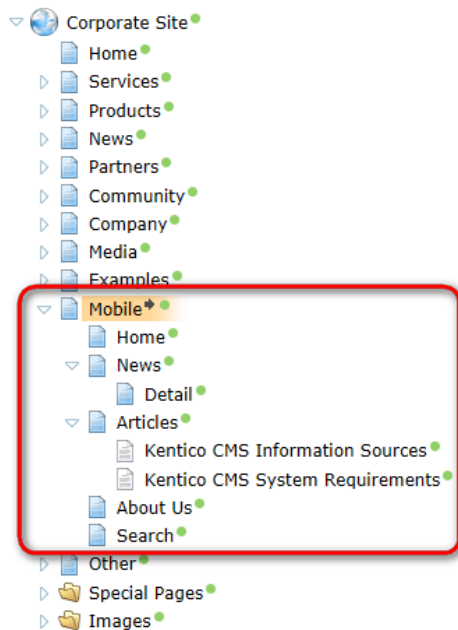 Corporate Site
Home
Services
Products
News
Partners
Community
Company
Media
Examples
Mobile
Home
News
Detail
Articles
Kentico CMS Information Sources
Kentico CMS System Requirements
About Us
Search
Other
Special Pages
Images